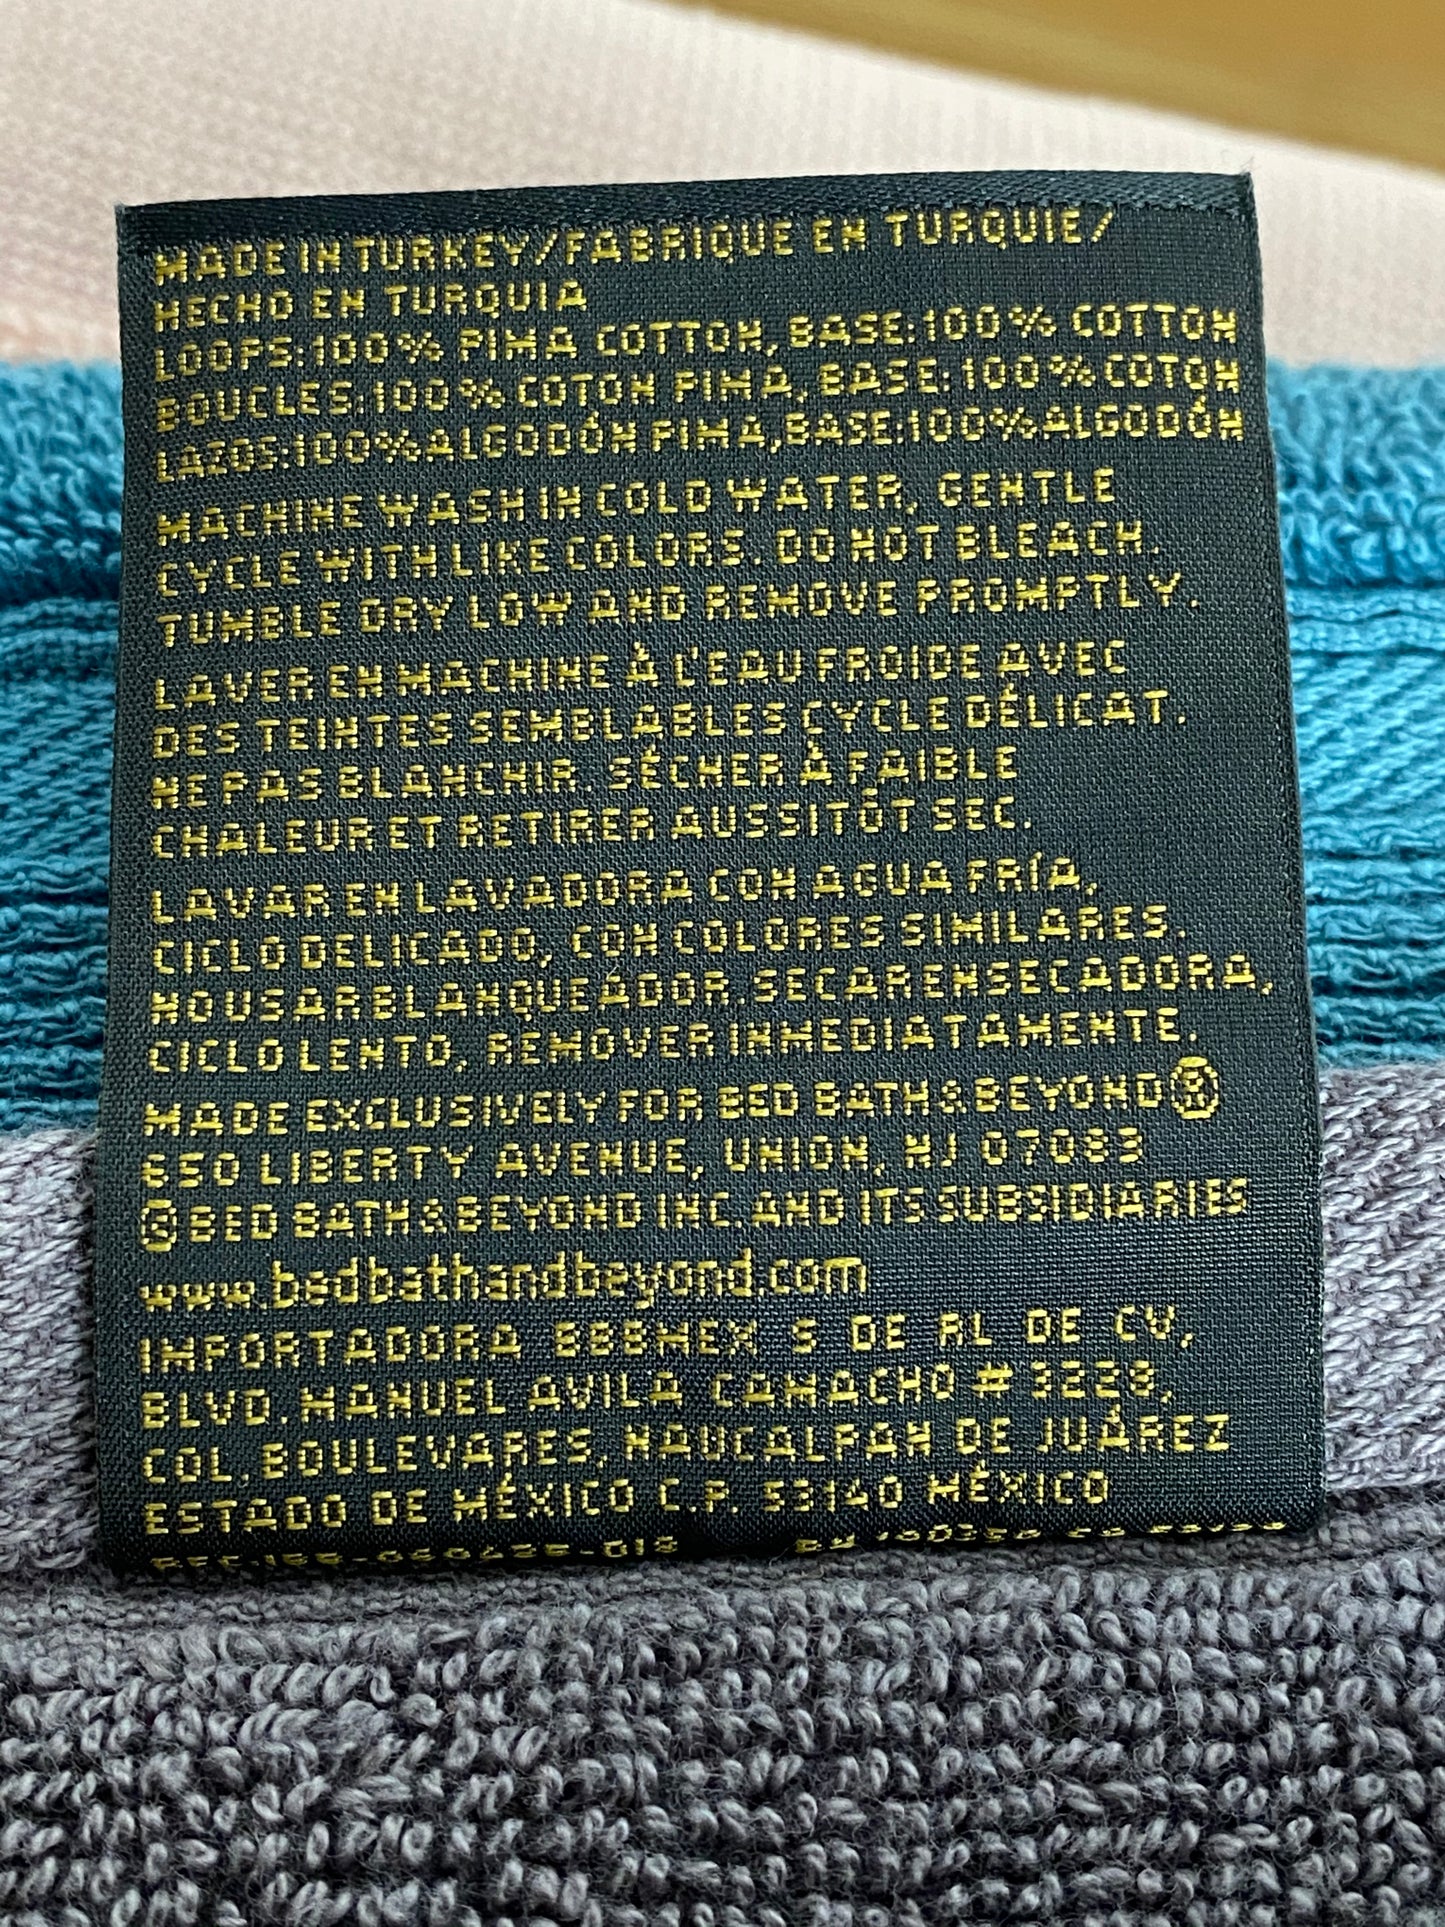 MADE IN TURKEY/FABRIQUE EN TURQUIE/
HECHO EN TURQUIA
LOOPS:100% PIMA COTTON, BASE:100% COTTON
BOUCLES:100% COTON PIMA, BASE:100% COTON
LAZOS:100% ALGODÓN PIMA, BASE:100% ALGODÓN
MACHINE WASH IN COLD WATER, GENTLE
CYCLE WITH LIKE COLORS. DO NOT BLEACH.
TUMBLE DRY LOW AND REMOVE PROMPTLY.
LAVER EN MACHINE À L'EAU FROIDE AVEC
DES TEINTES SEMBLABLES CYCLE DÉLICAT.
NE PAS BLANCHIR. SÉCHER À FAIBLE
CHALEUR ET RETIRER AUSSITÔT SEC.
LAVAR EN LAVADORA CON AGUA FRÍA,
CICLO DELICADO, CON COLORES SIMILARES.
NO USAR BLANQUEADOR. SECAR EN SECADORA,
CICLO LENTO, REMOVER INMEDIATAMENTE.
MADE EXCLUSIVELY FOR BED BATH & BEYOND®
650 LIBERTY AVENUE, UNION, NJ 07083
© BED BATH & BEYOND INC. AND ITS SUBSIDIARIES
www.bedbathandbeyond.com
IMPORTADORA BBBMEX S DE RL DE CV,
BLVD. MANUEL AVILA CAMACHO # 3228,
COL. BOULEVARES, NAUCALPAN DE JUÁREZ
ESTADO DE MÉXICO C.P. 53140 MÉXICO